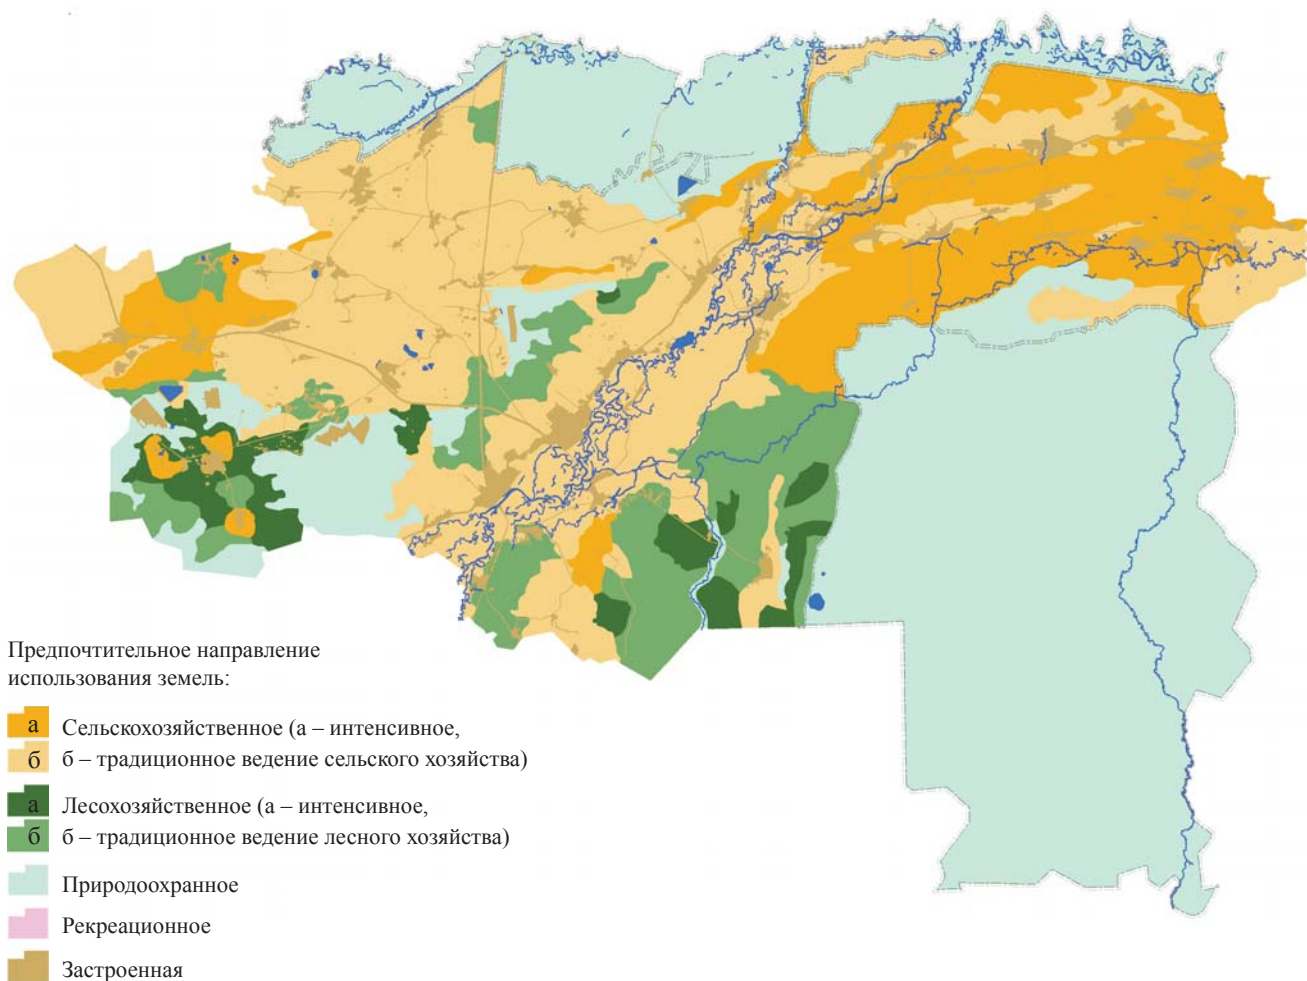 Предпочтительное направление
использования земель:
а Сельскохозяйственное (а – интенсивное,
б б – традиционное ведение сельского хозяйства)
а Лесохозяйственное (а – интенсивное,
б б – традиционное ведение лесного хозяйства)
Природоохранное
Рекреационное
Застроенная